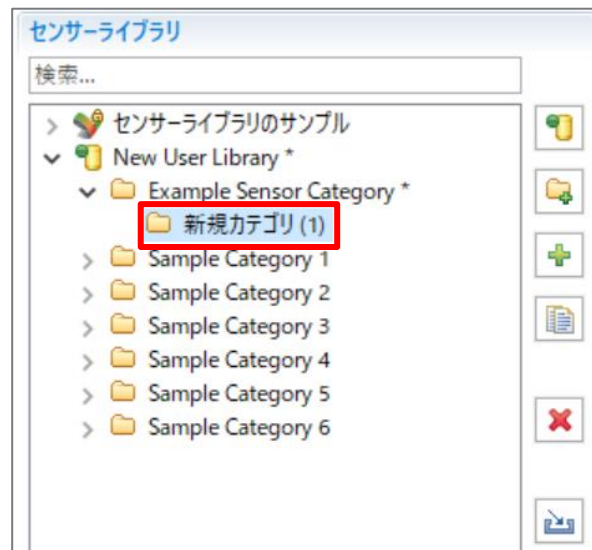 センサーライブラリ
検索...
センサーライブラリのサンプル
New User Library *
Example Sensor Category *
新規カテゴリ (1)
Sample Category 1
Sample Category 2
Sample Category 3
Sample Category 4
Sample Category 5
Sample Category 6